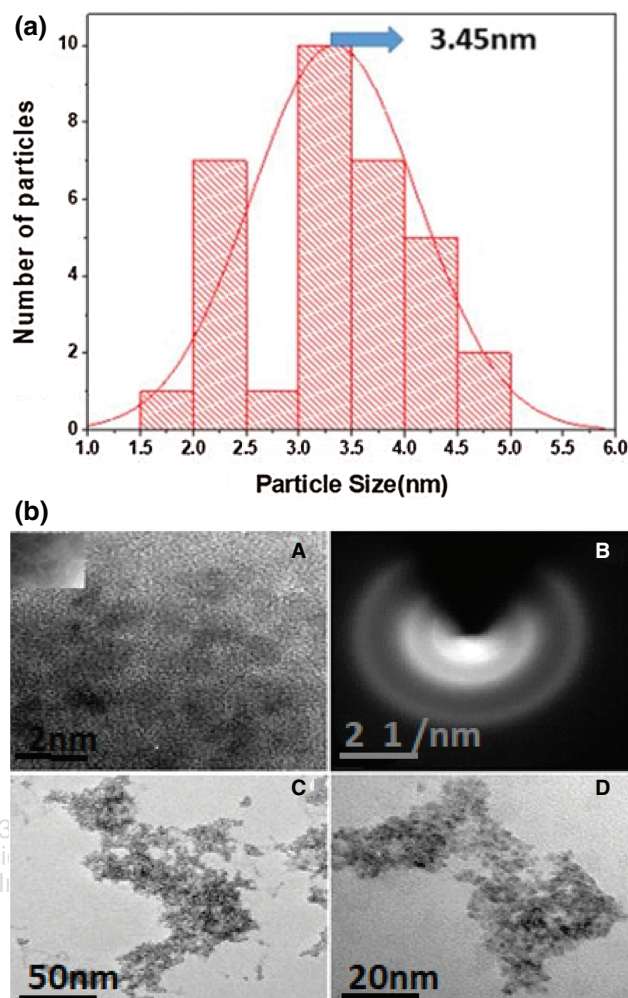 (a)
3.45nm
10
8
6
4
2
0
Number of particles
1.0 1.5 2.0 2.5 3.0 3.5 4.0 4.5 5.0 5.5 6.0
Particle Size(nm)
(b)
A
2nm
B
2 1/nm
C
50nm
D
20nm